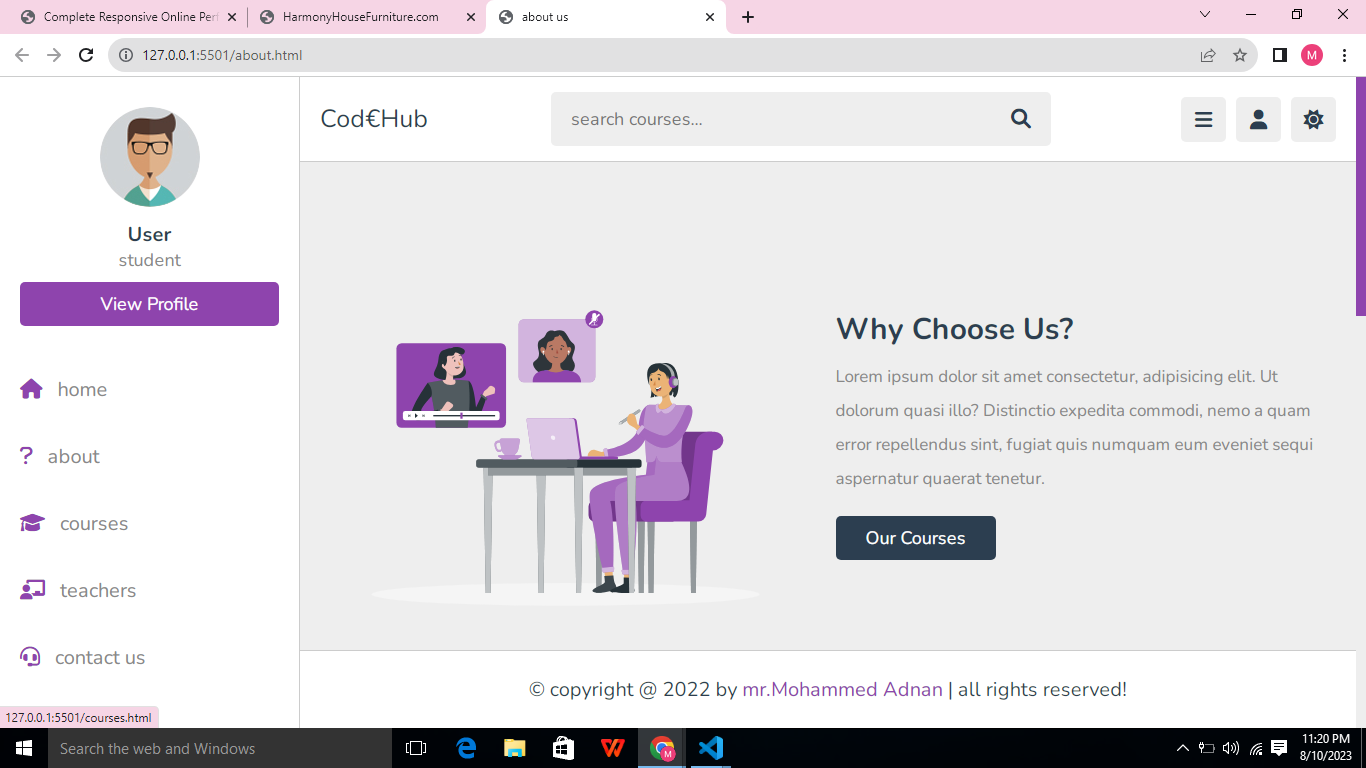 Complete Responsive Online Perf
HarmonyHouseFurniture.com
about us
127.0.0.1:5501/about.html
M
Cod€Hub
search courses...
User
student
View Profile
home
about
courses
teachers
contact us
Why Choose Us?
Lorem ipsum dolor sit amet consectetur, adipisicing elit. Ut
dolorum quasi illo? Distinctio expedita commodi, nemo a quam
error repellendus sint, fugiat quis numquam eum eveniet sequi
aspernatur quaerat tenetur.
Our Courses
© copyright @ 2022 by mr.Mohammed Adnan | all rights reserved!
127.0.0.1:5501/courses.html
Search the web and Windows
M
11:20 PM
8/10/2023